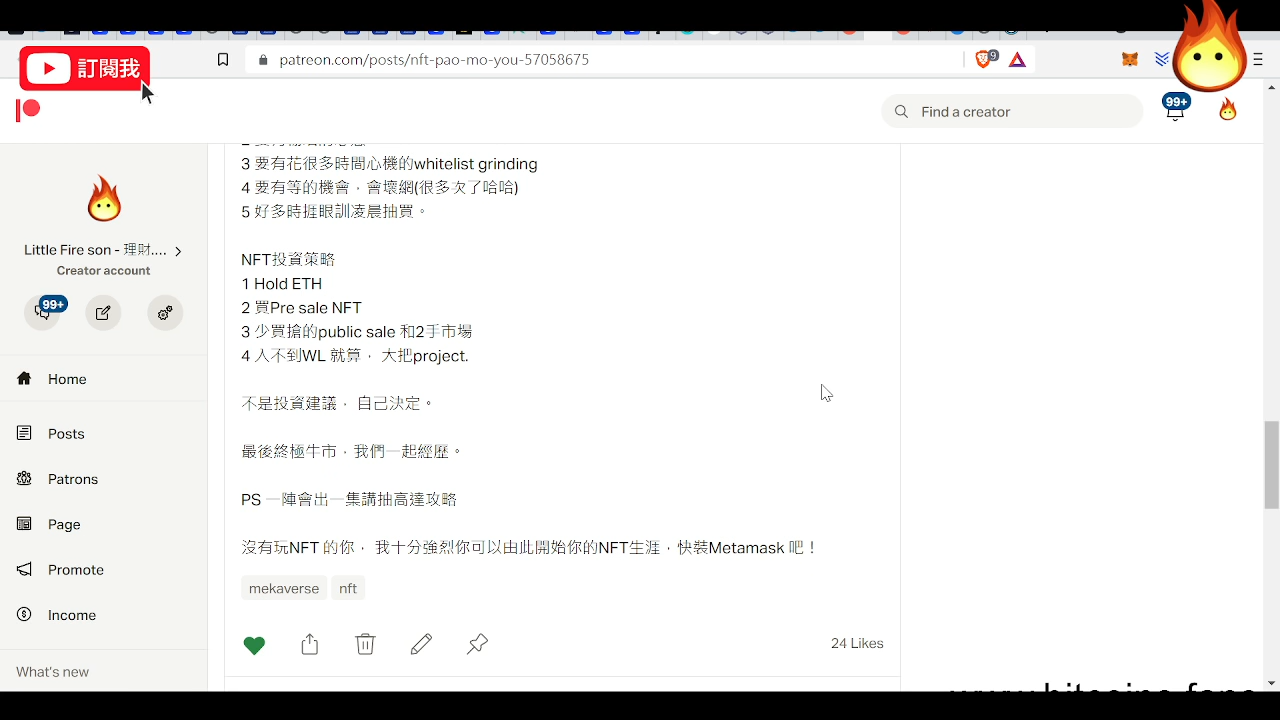 訂閱我
patreon.com/posts/nft-pao-mo-zou-57058675
9
Find a creator
99+
3 要有花很多時間心機的whitelist grinding
4 要有等的機會，會壞網(很多次了哈哈)
5 好多時捱眼訓凌晨抽買。
Little Fire son - 理財....
Creator account
99+
NFT投資策略
1 Hold ETH
2 買Pre sale NFT
3 少買搶的public sale 和2手市場
4 入不到WL 就算， 大把project.
不是投資建議， 自己決定。
最後終極牛市，我們一起經歷。
PS 一陣會出一集講抽高達攻略
沒有玩NFT 的你， 我十分強烈你可以由此開始你的NFT生涯，快裝Metamask 吧！
mekaverse
nft
24 Likes
Home
Posts
Patrons
Page
Promote
Income
What's new